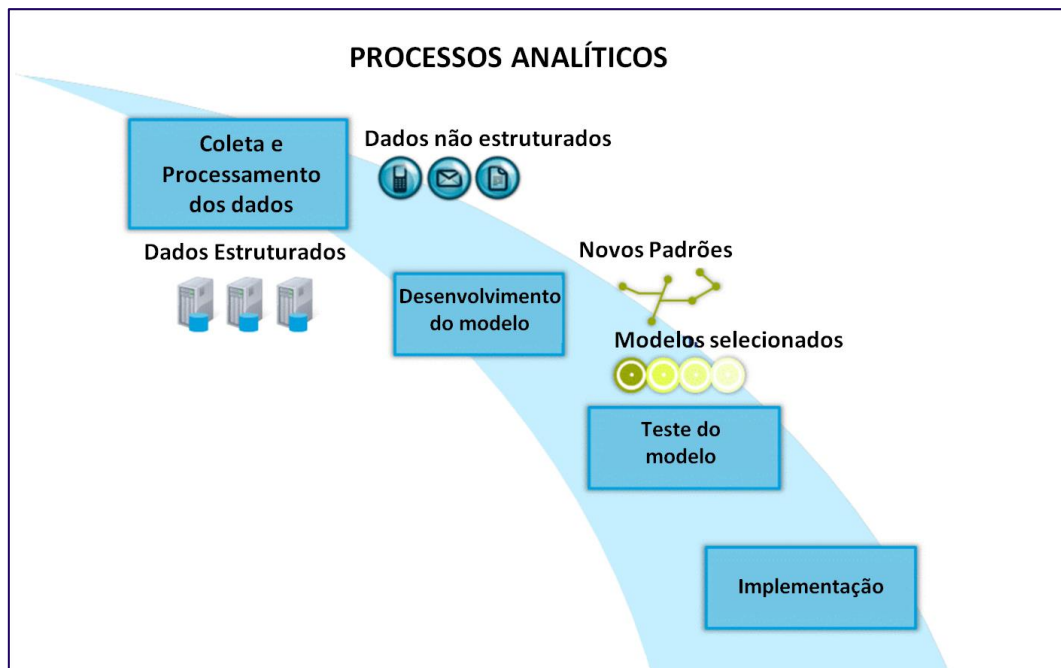 PROCESSOS ANALÍTICOS
Coleta e
Processamento
dos dados
Dados não estruturados
Dados Estruturados
Novos Padrões
Desenvolvimento
do modelo
Modelos selecionados
Teste do
modelo
Implementação